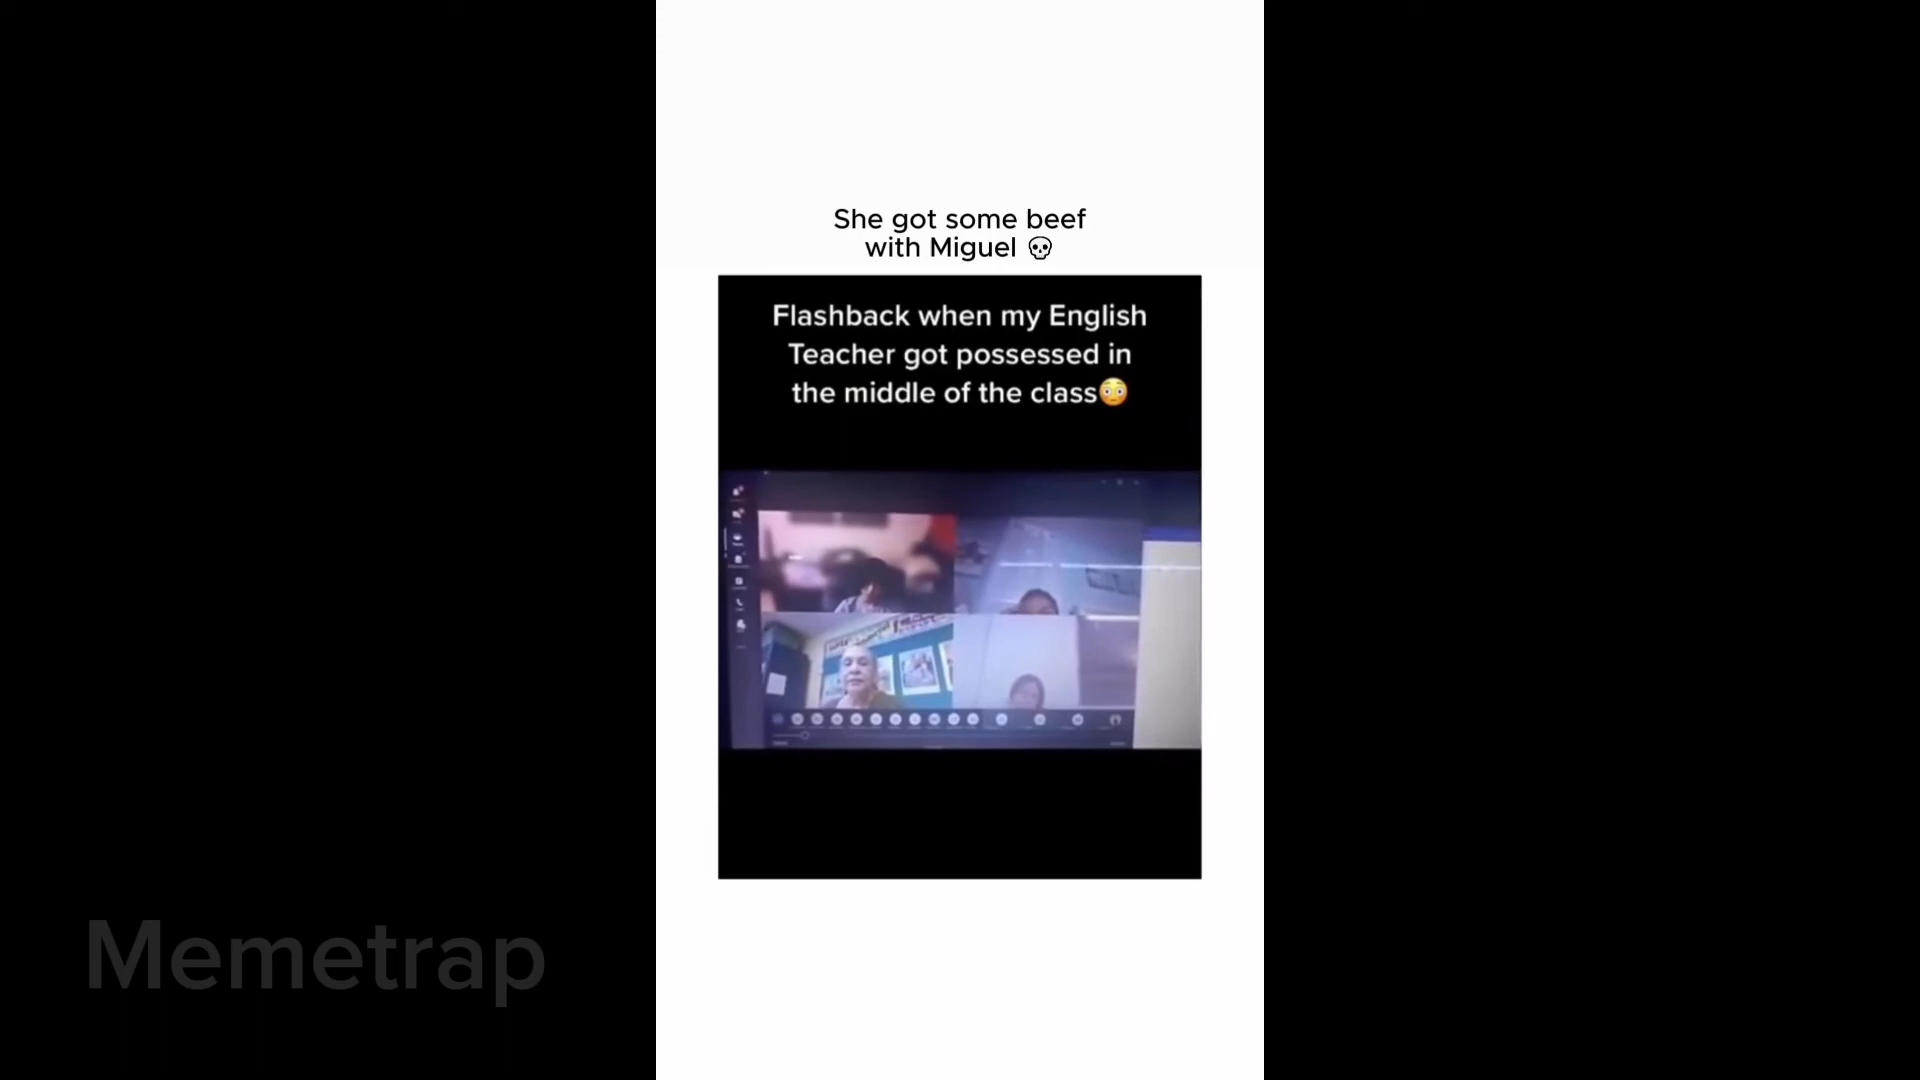 She got some beef
with Miguel 💀
Flashback when my English
Teacher got possessed in
the middle of the class😳
Memetrap